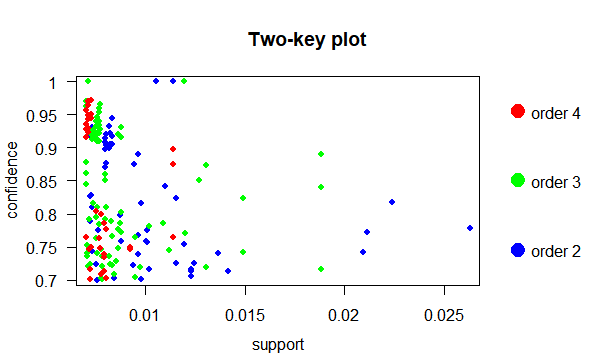 Two-key plot
1
0.95
0.9
0.85
0.8
0.75
0.7
confidence
0.01
0.015
0.02
0.025
support
order 4
order 3
order 2